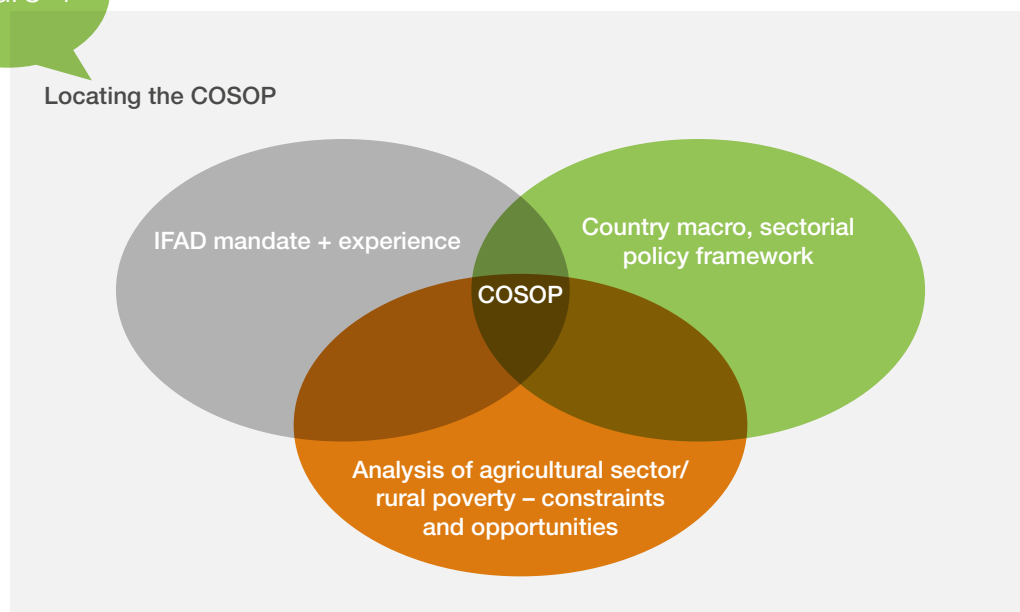 Locating the COSOP
IFAD mandate + experience
Country macro, sectorial
policy framework
COSOP
Analysis of agricultural sector/
rural poverty – constraints
and opportunities